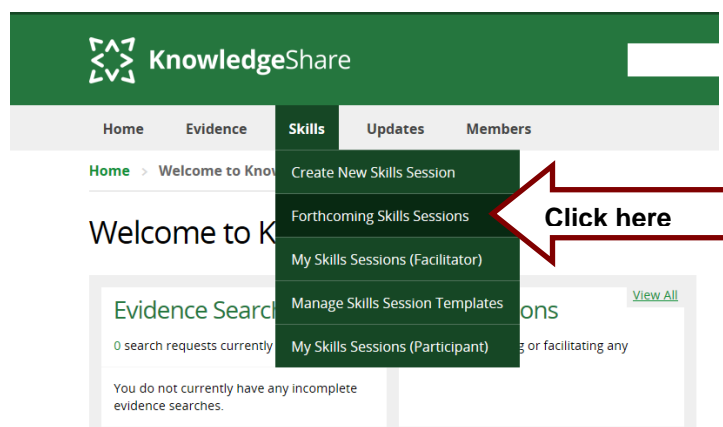 KnowledgeShare
Home Evidence Skills Updates Members
Home > Welcome to Know
Create New Skills Session
Forthcoming Skills Sessions
Click here
Welcome to K
My Skills Sessions (Facilitator)
View All
Evidence Search
Manage Skills Session Templates
ons
0 search requests currently
My Skills Sessions (Participant)
g or facilitating any
You do not currently have any incomplete
evidence searches.